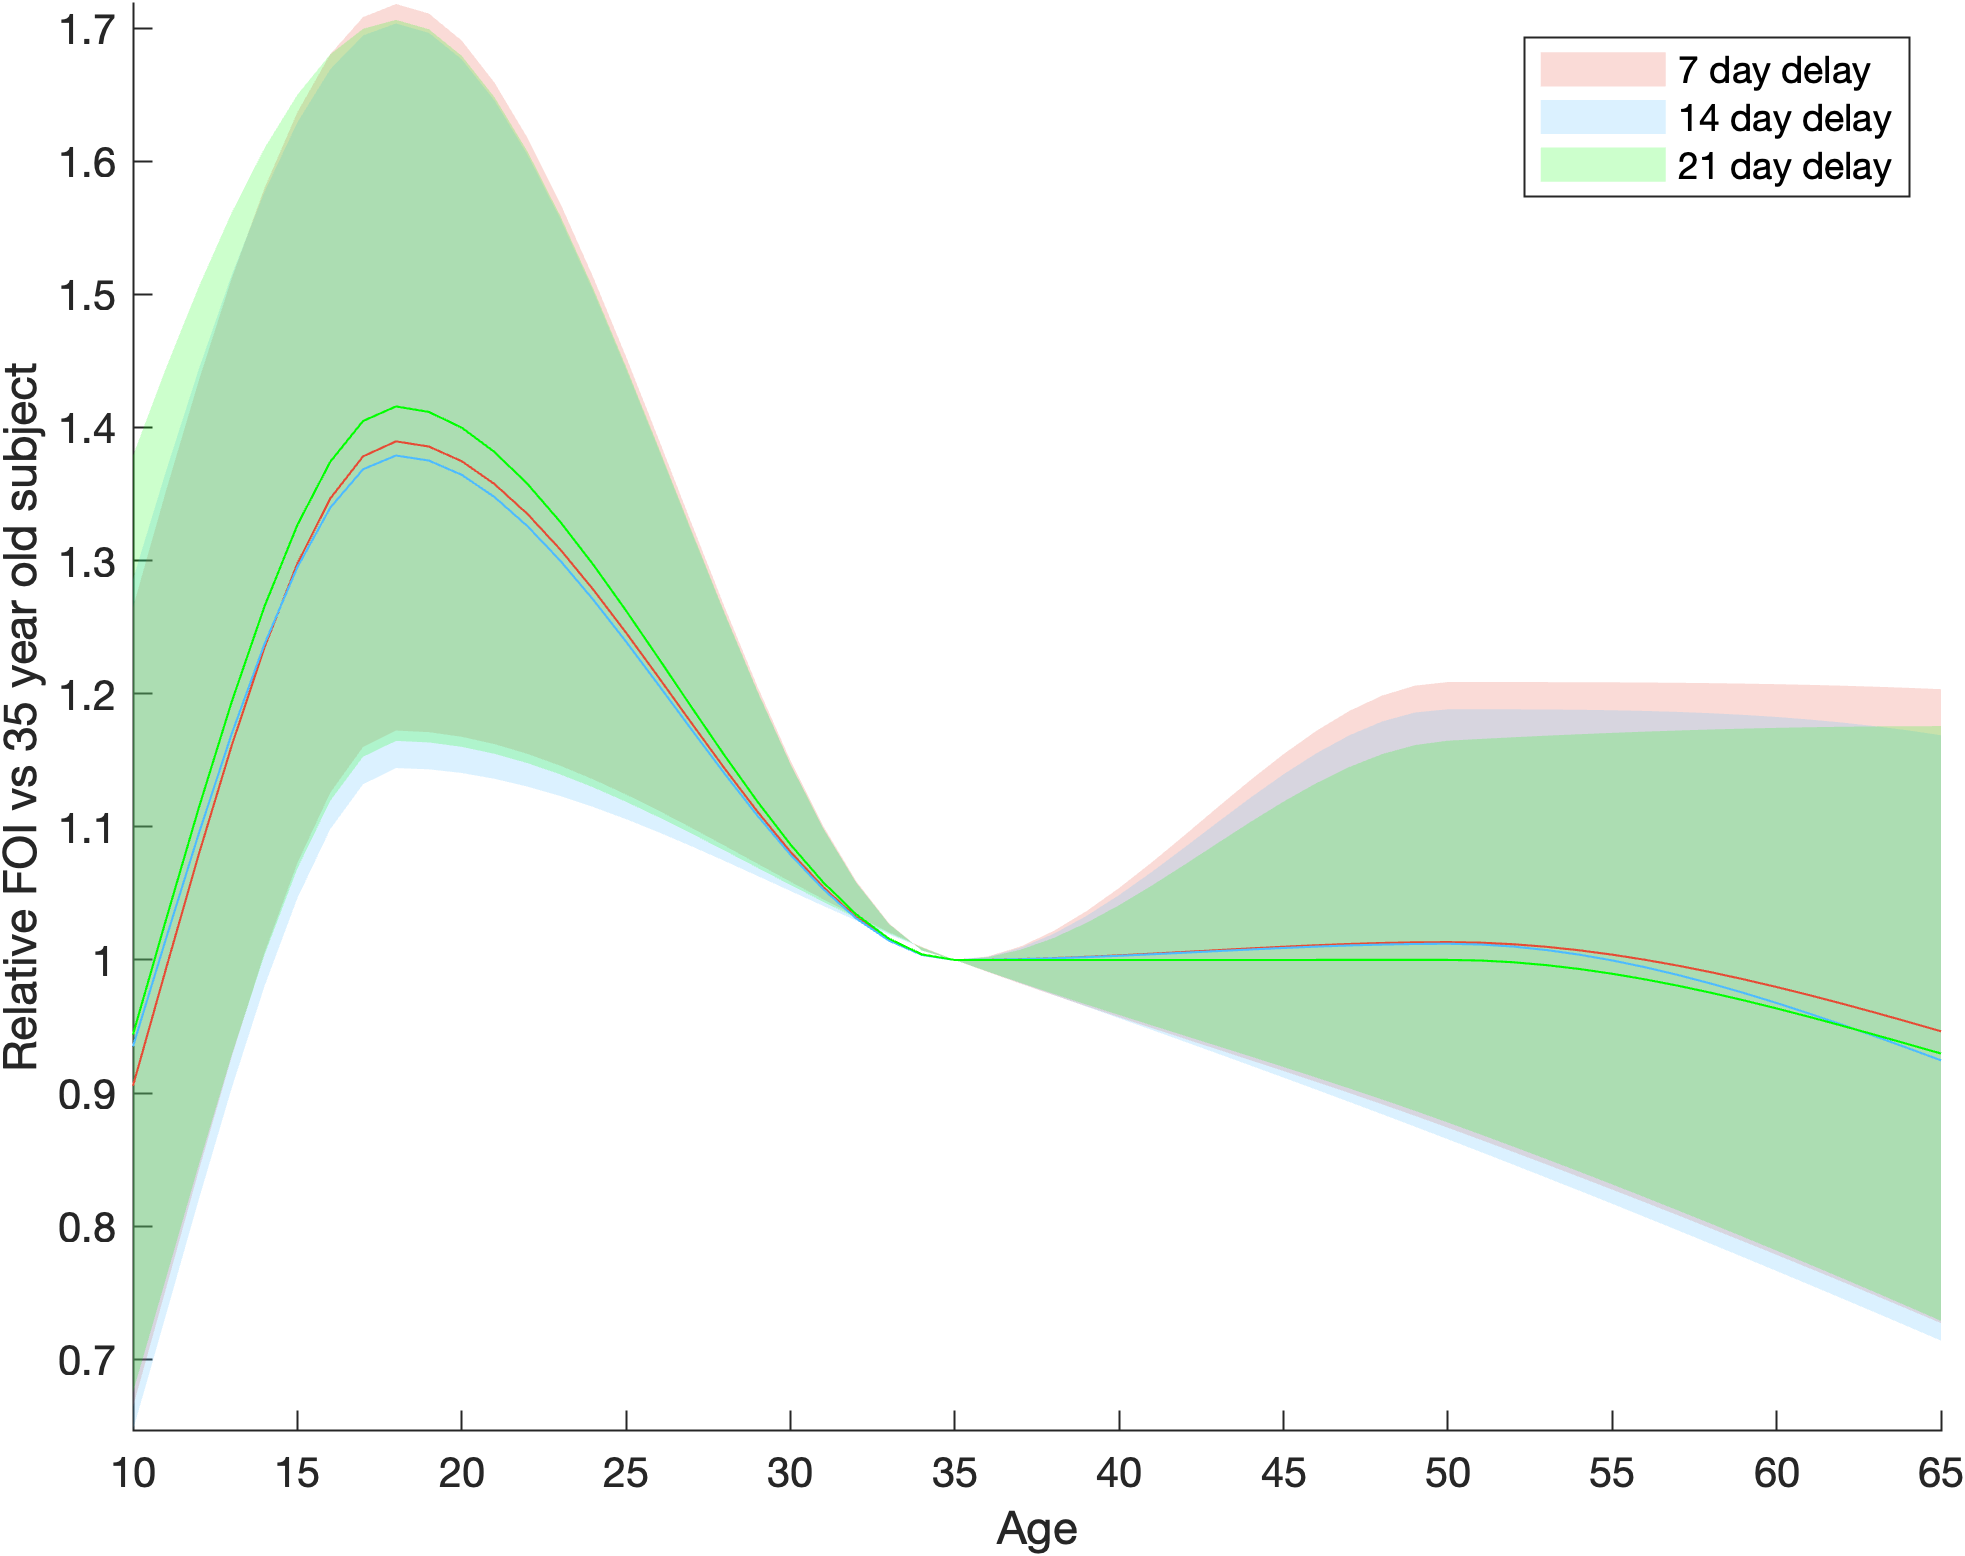 Relative FOI vs 35 year old subject
1.7
1.6
1.5
1.4
1.3
1.2
1.1
1
0.9
0.8
0.7
7 day delay
14 day delay
21 day delay
10 15 20 25 30 35 40 45 50 55 60 65
Age